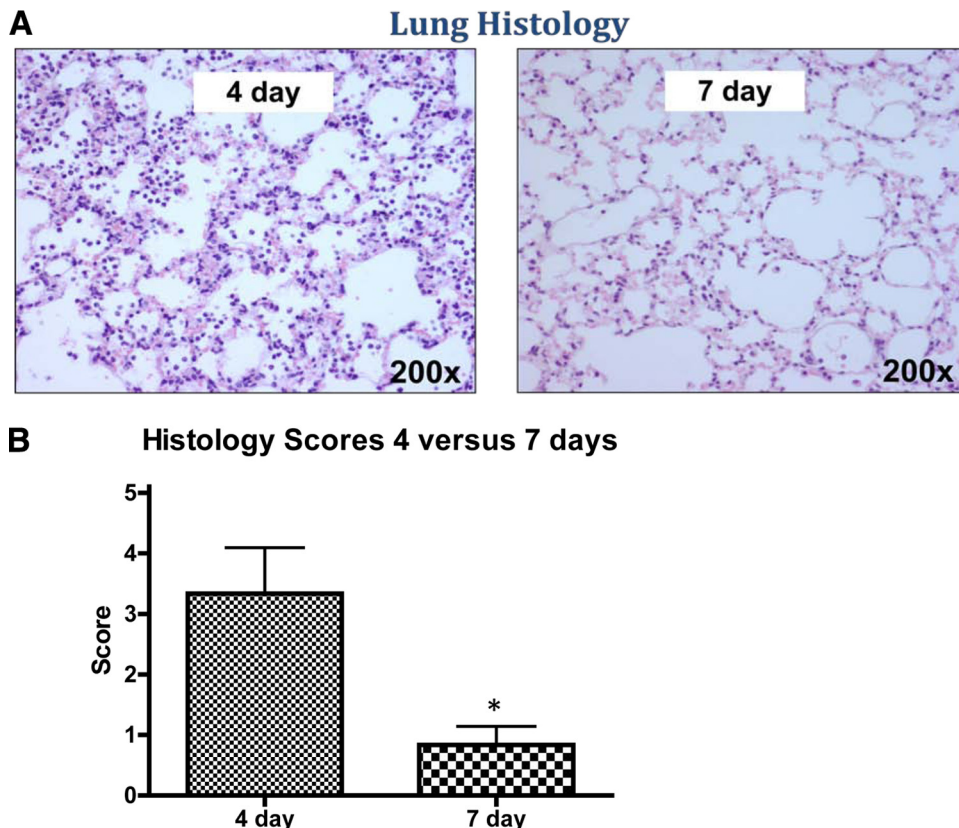 A
Lung Histology
4 day
7 day
200x
200x
B
Histology Scores 4 versus 7 days
5
4
3
2
1
0
Score
*
4 day
7 day